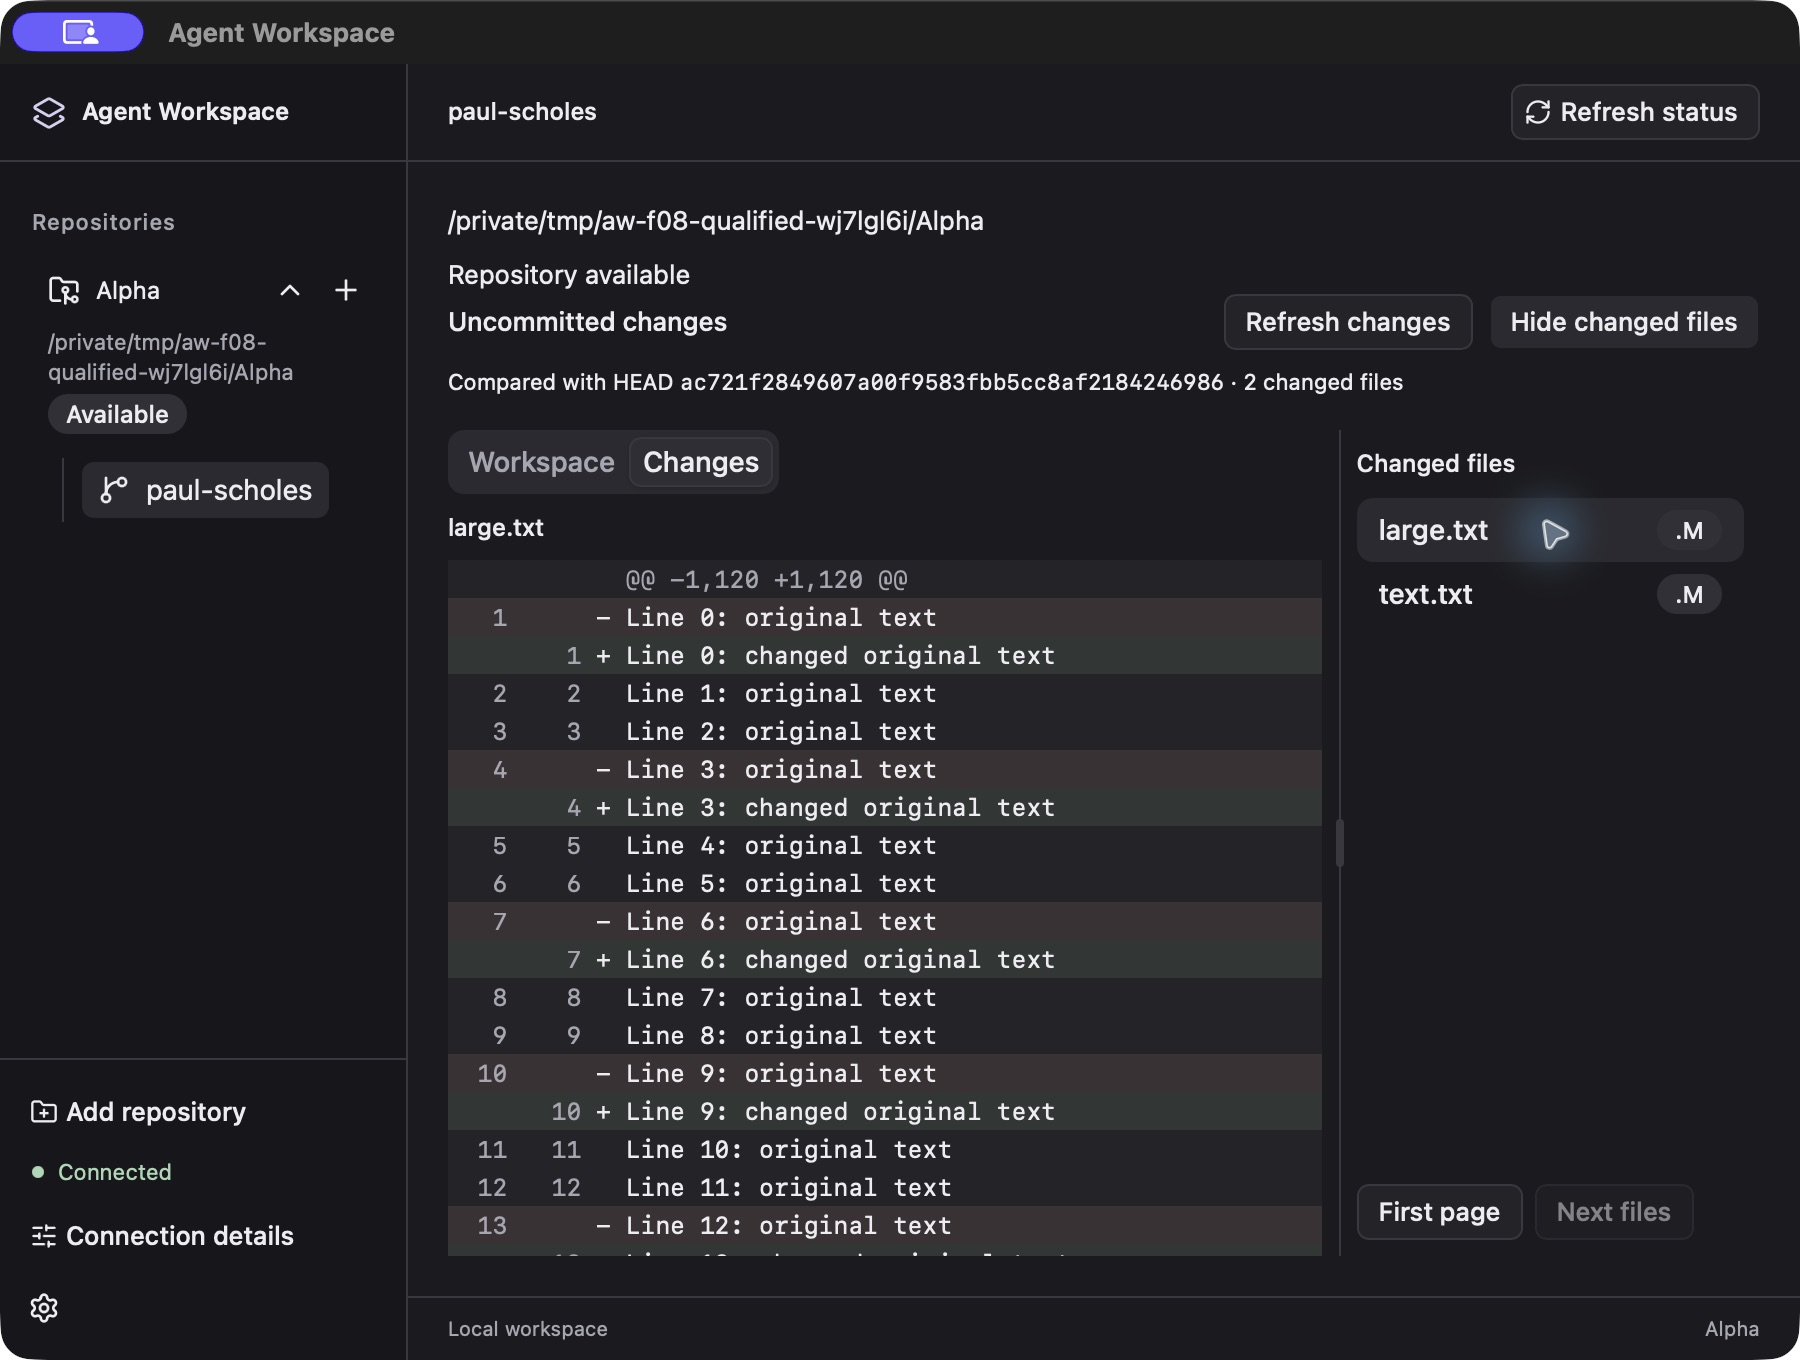 Agent Workspace
Agent Workspace
paul-scholes
Refresh status
Repositories
Alpha
/private/tmp/aw-f08-
qualified-wj7lgl6i/Alpha
Available
paul-scholes
Add repository
Connected
Connection details
/private/tmp/aw-f08-qualified-wj7lgl6i/Alpha
Repository available
Uncommitted changes
Refresh changes
Hide changed files
Compared with HEAD ac721f2849607a00f9583fbb5cc8af2184246986 · 2 changed files
Workspace
Changes
large.txt
@@ −1,120 +1,120 @@
1 − Line 0: original text
1 + Line 0: changed original text
2 2 Line 1: original text
3 3 Line 2: original text
4 − Line 3: original text
4 + Line 3: changed original text
5 5 Line 4: original text
6 6 Line 5: original text
7 − Line 6: original text
7 + Line 6: changed original text
8 8 Line 7: original text
9 9 Line 8: original text
10 − Line 9: original text
10 + Line 9: changed original text
11 11 Line 10: original text
12 12 Line 11: original text
13 − Line 12: original text
Changed files
large.txt .M
text.txt .M
First page
Next files
Local workspace
Alpha